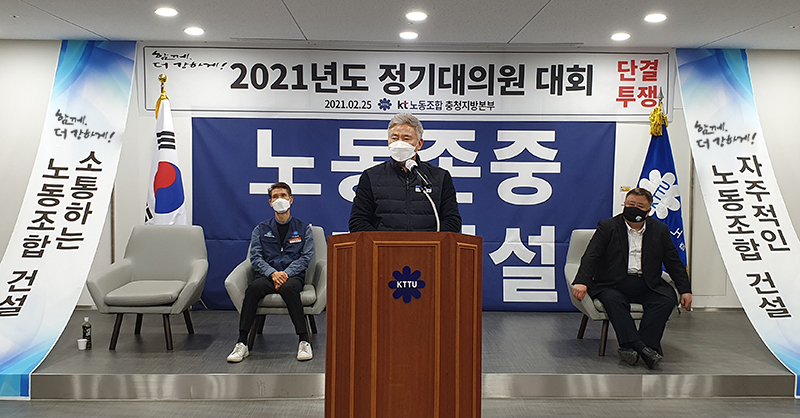 함께, 더 강하게!
2021년도 정기대의원 대회
단결
투쟁
2021.02.25 kt 노동조합 충청지방본부
함께,
더 강하게!
소통하는
노동조합 건설
노동존중
설
함께,
더 강하게!
자주적인
노동조합 건설
KTTU